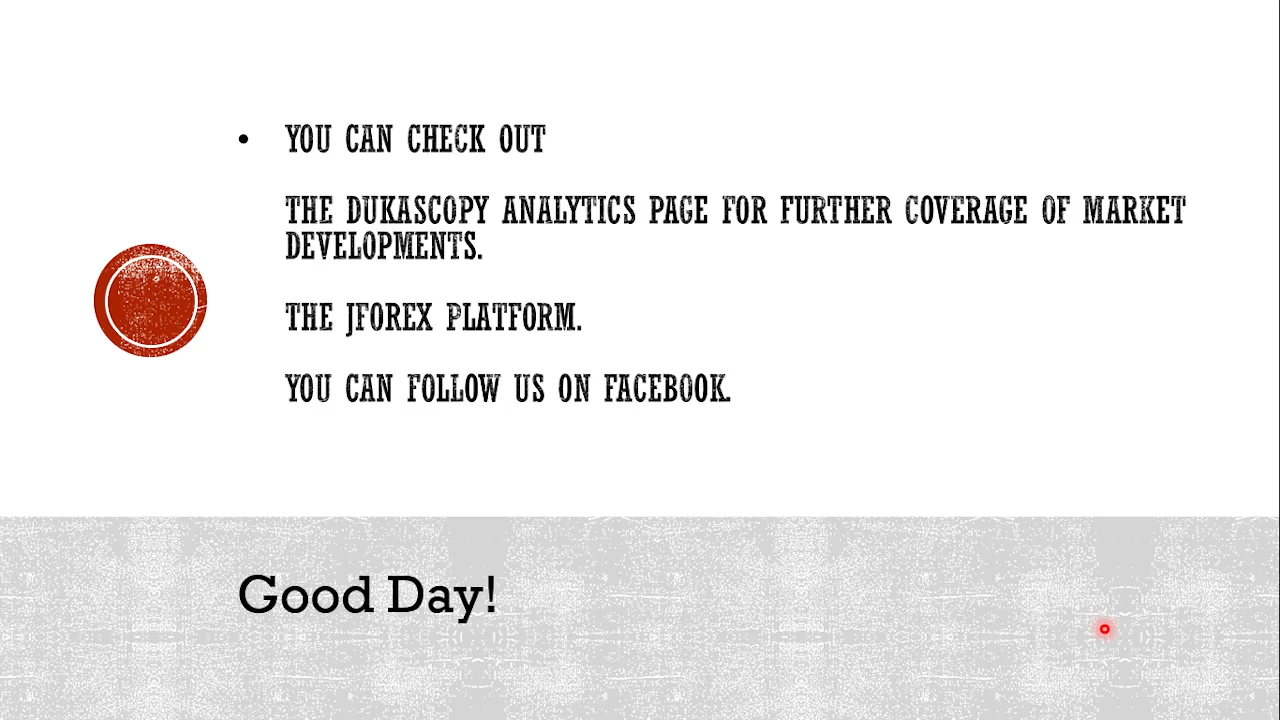 • YOU CAN CHECK OUT
THE DUKASCOPY ANALYTICS PAGE FOR FURTHER COVERAGE OF MARKET
DEVELOPMENTS.
THE JFOREX PLATFORM.
YOU CAN FOLLOW US ON FACEBOOK.
Good Day!